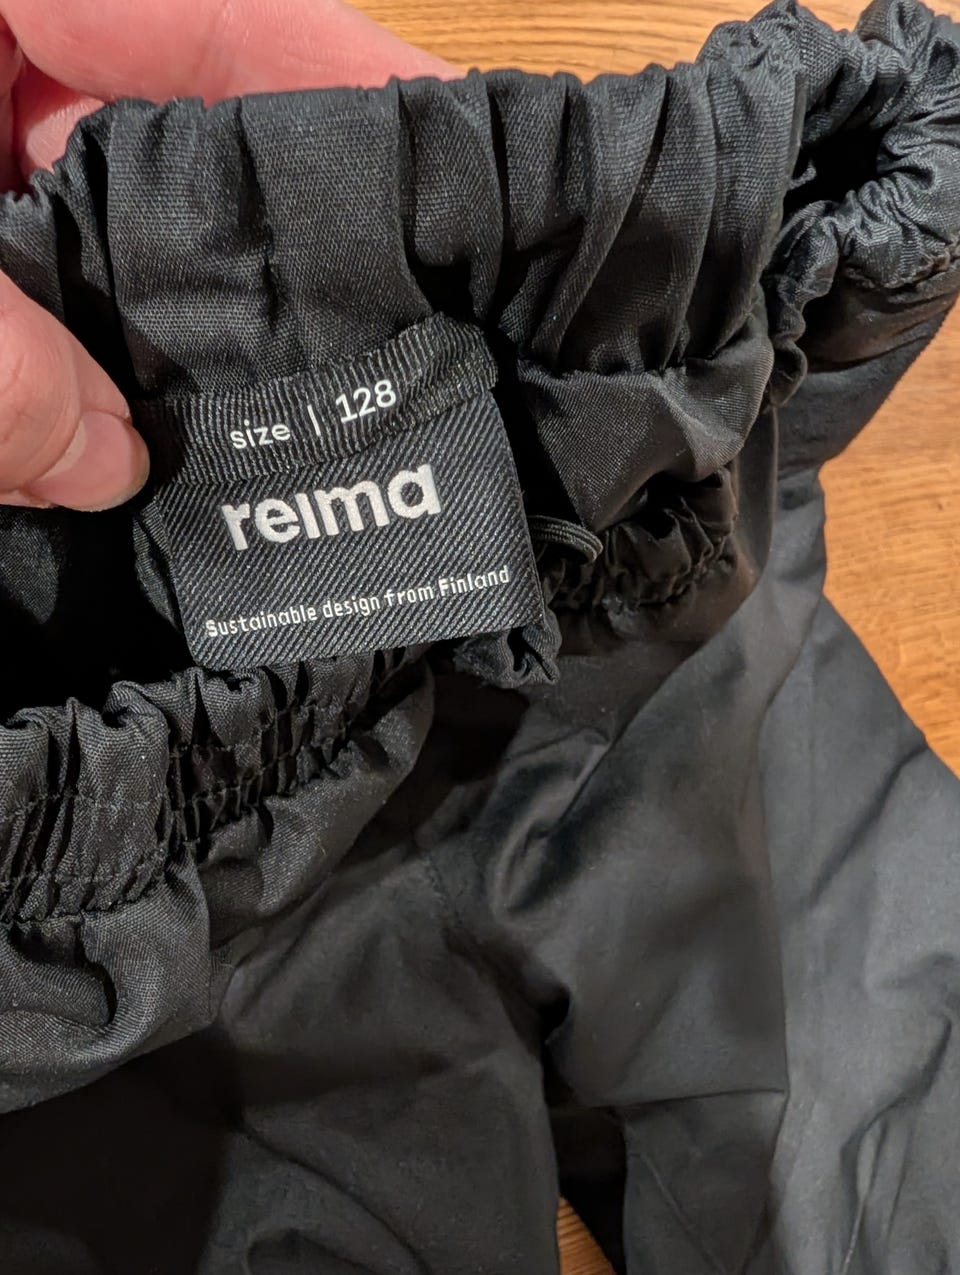 size | 128
reima
Sustainable design from Finland